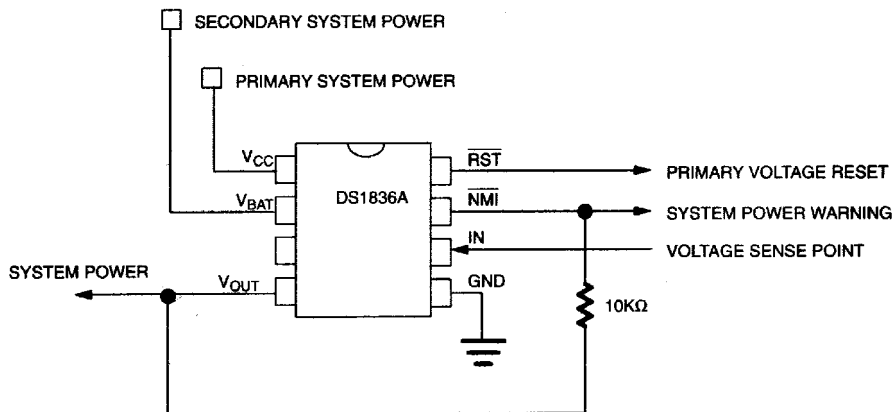 SECONDARY SYSTEM POWER
PRIMARY SYSTEM POWER
VCC
RST
PRIMARY VOLTAGE RESET
VBAT
DS1836A
NMI
SYSTEM POWER WARNING
IN
VOLTAGE SENSE POINT
SYSTEM POWER
VOUT
GND
10KΩ